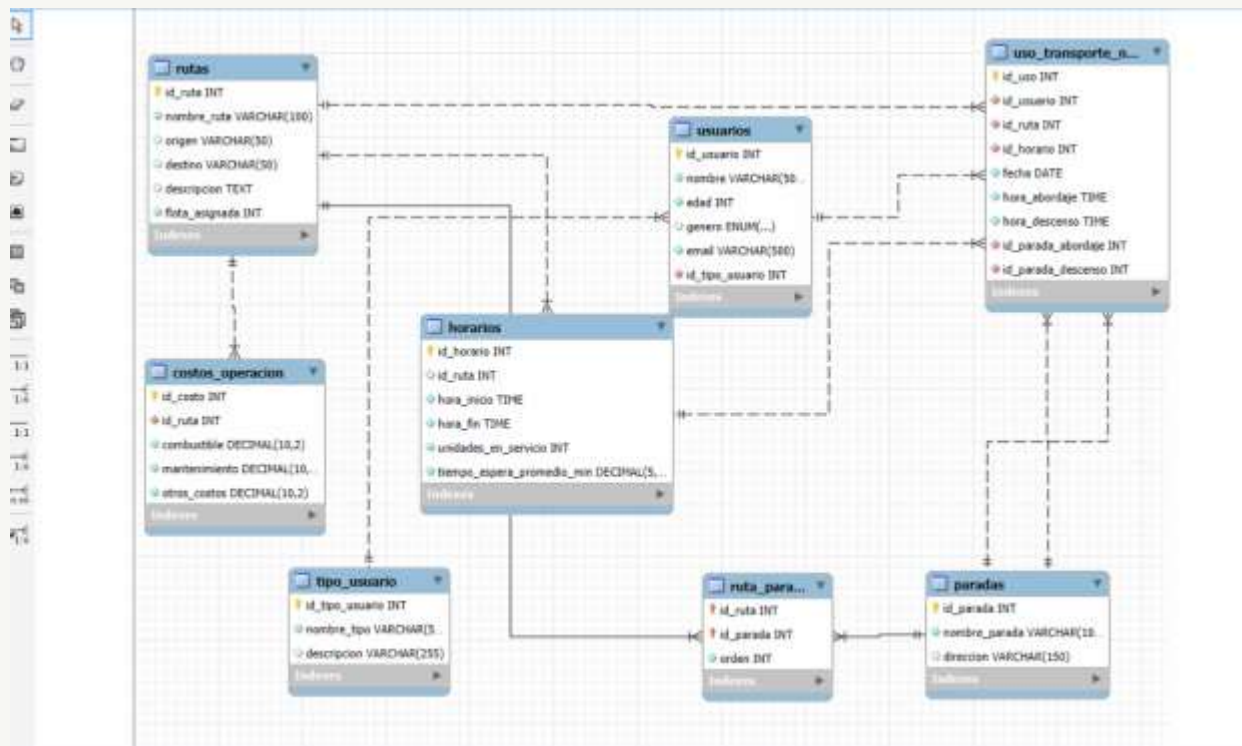 rutas
id_ruta INT
nombre_ruta VARCHAR(100)
origen VARCHAR(50)
destino VARCHAR(50)
descripcion TEXT
flota_asignada INT
Indexes
usuarios
id_usuario INT
nombre VARCHAR(50...
edad INT
genero ENUM(...)
email VARCHAR(500)
id_tipo_usuario INT
Indexes
uso_transporte_n...
id_uso INT
id_usuario INT
id_ruta INT
id_horario INT
fecha DATE
hora_abordaje TIME
hora_descenso TIME
id_parada_abordaje INT
id_parada_descenso INT
Indexes
horarios
id_horario INT
id_ruta INT
hora_inicio TIME
hora_fin TIME
unidades_en_servicio INT
tiempo_espera_promedio_min DECIMAL(5,...
Indexes
costos_operacion
id_costo INT
id_ruta INT
combustible DECIMAL(10,2)
mantenimiento DECIMAL(10,...
otros_costos DECIMAL(10,2)
Indexes
tipo_usuario
id_tipo_usuario INT
nombre_tipo VARCHAR(5...
descripcion VARCHAR(255)
Indexes
ruta_para...
id_ruta INT
id_parada INT
orden INT
Indexes
paradas
id_parada INT
nombre_parada VARCHAR(10...
direccion VARCHAR(150)
Indexes
1:1
1:1